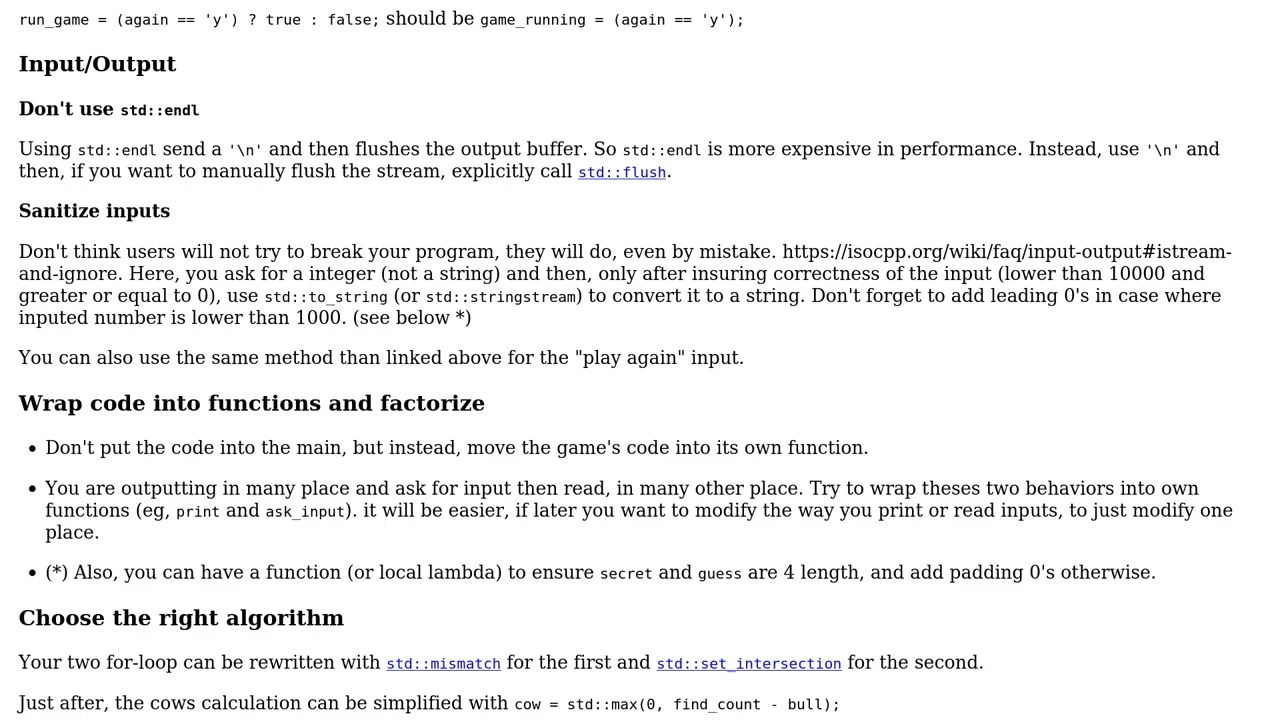 run_game = (again == 'y') ? true : false; should be game_running = (again == 'y');
Input/Output
Don't use std::endl
Using std::endl send a '\n' and then flushes the output buffer. So std::endl is more expensive in performance. Instead, use '\n' and
then, if you want to manually flush the stream, explicitly call std::flush.
Sanitize inputs
Don't think users will not try to break your program, they will do, even by mistake. https://isocpp.org/wiki/faq/input-output#istream-
and-ignore. Here, you ask for a integer (not a string) and then, only after insuring correctness of the input (lower than 10000 and
greater or equal to 0), use std::to_string (or std::stringstream) to convert it to a string. Don't forget to add leading 0's in case where
inputed number is lower than 1000. (see below *)
You can also use the same method than linked above for the "play again" input.
Wrap code into functions and factorize
• Don't put the code into the main, but instead, move the game's code into its own function.
• You are outputting in many place and ask for input then read, in many other place. Try to wrap theses two behaviors into own
functions (eg, print and ask_input). it will be easier, if later you want to modify the way you print or read inputs, to just modify one
place.
• (*) Also, you can have a function (or local lambda) to ensure secret and guess are 4 length, and add padding 0's otherwise.
Choose the right algorithm
Your two for-loop can be rewritten with std::mismatch for the first and std::set_intersection for the second.
Just after, the cows calculation can be simplified with cow = std::max(0, find_count - bull);